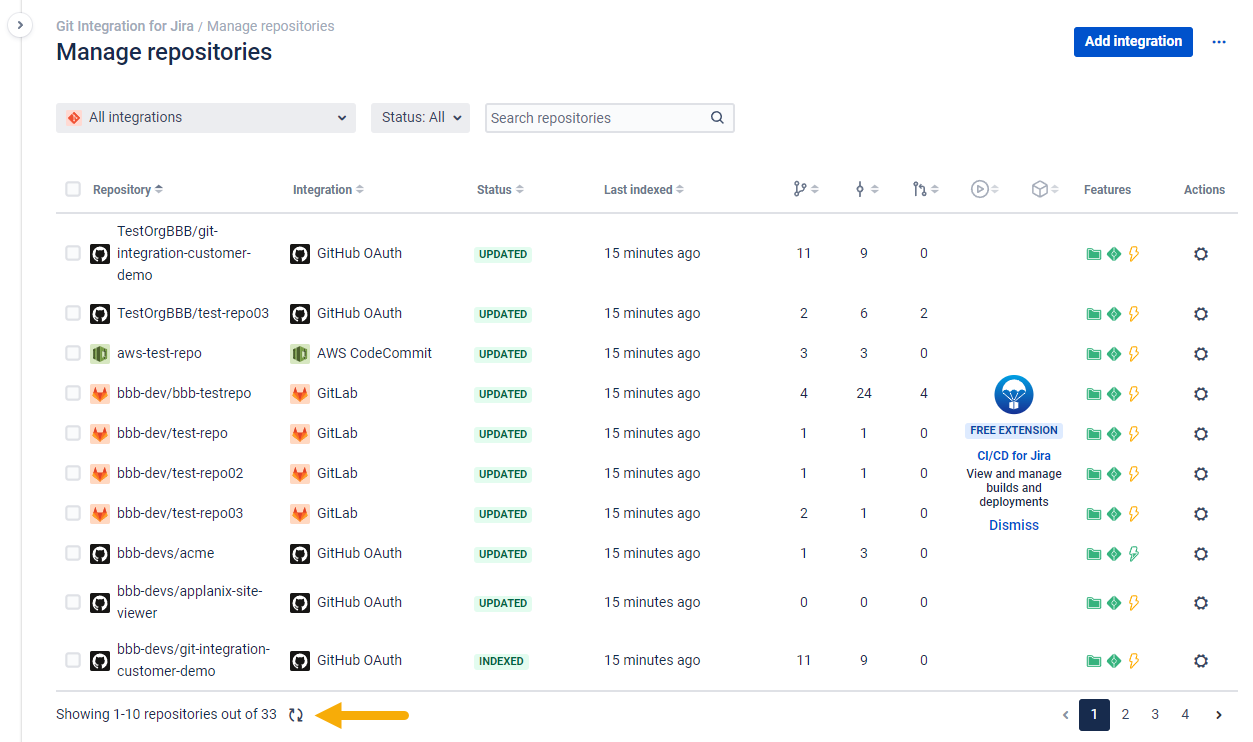 Git Integration for Jira / Manage repositories
Manage repositories
Add integration
All integrations
Status: All
Search repositories
Repository Integration Status Last indexed Features Actions
TestOrgBBB/git-
integration-customer-
demo
GitHub OAuth UPDATED 15 minutes ago 11 9 0
TestOrgBBB/test-repo03 GitHub OAuth UPDATED 15 minutes ago 2 6 2
aws-test-repo AWS CodeCommit UPDATED 15 minutes ago 3 3 0
bbb-dev/bbb-testrepo GitLab UPDATED 15 minutes ago 4 24 4
bbb-dev/test-repo GitLab UPDATED 15 minutes ago 1 1 0
bbb-dev/test-repo02 GitLab UPDATED 15 minutes ago 1 1 0
bbb-dev/test-repo03 GitLab UPDATED 15 minutes ago 2 1 0
bbb-devs/acme GitHub OAuth UPDATED 15 minutes ago 1 3 0
bbb-devs/applanix-site-
viewer
GitHub OAuth UPDATED 15 minutes ago 0 0 0
bbb-devs/git-integration-
customer-demo
GitHub OAuth INDEXED 15 minutes ago 11 9 0
FREE EXTENSION
CI/CD for Jira
View and manage
builds and
deployments
Dismiss
Showing 1-10 repositories out of 33
1 2 3 4